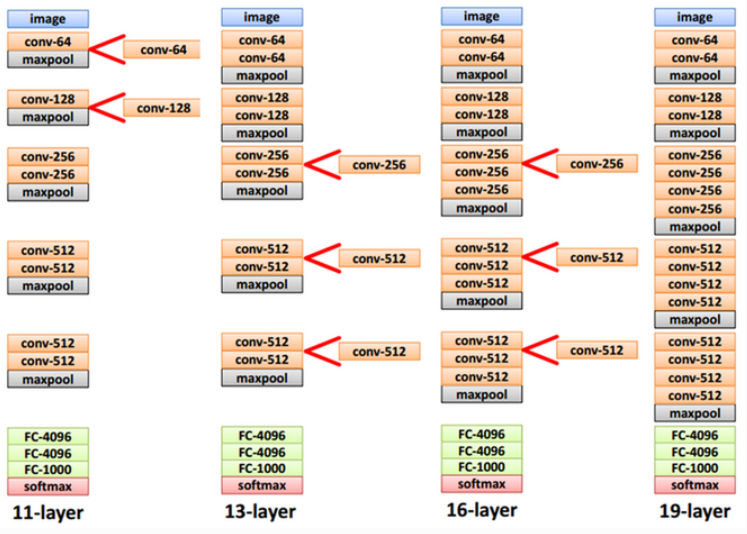 image
conv-64
maxpool
conv-64
conv-128
maxpool
conv-128
conv-256
conv-256
maxpool
conv-512
conv-512
maxpool
conv-512
conv-512
maxpool
FC-4096
FC-4096
FC-1000
softmax
11-layer
image
conv-64
conv-64
maxpool
conv-128
conv-128
maxpool
conv-256
conv-256
maxpool
conv-256
conv-512
conv-512
maxpool
conv-512
conv-512
conv-512
maxpool
conv-512
FC-4096
FC-4096
FC-1000
softmax
13-layer
image
conv-64
conv-64
maxpool
conv-128
conv-128
maxpool
conv-256
conv-256
conv-256
maxpool
conv-256
conv-512
conv-512
conv-512
maxpool
conv-512
conv-512
conv-512
conv-512
maxpool
conv-512
FC-4096
FC-4096
FC-1000
softmax
16-layer
image
conv-64
conv-64
maxpool
conv-128
conv-128
maxpool
conv-256
conv-256
conv-256
conv-256
maxpool
conv-512
conv-512
conv-512
conv-512
maxpool
conv-512
conv-512
conv-512
conv-512
maxpool
FC-4096
FC-4096
FC-1000
softmax
19-layer